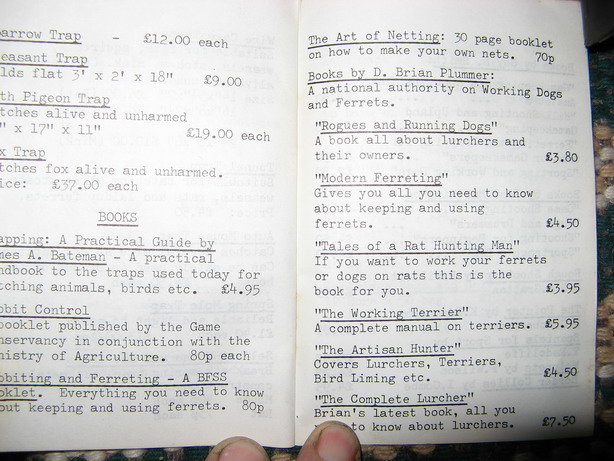 arrow Trap - £12.00 each
easant Trap
lds flat 3' x 2' x 18" £9.00
th Pigeon Trap
tches alive and unharmed
" x 17" x 11" £19.00 each
x Trap
tches fox alive and unharmed.
ice: £37.00 each
BOOKS
apping: A Practical Guide by
mes A. Bateman - A practical
ndbook to the traps used today for
tching animals, birds etc. £4.95
bbit Control
booklet published by the Game
onservancy in conjunction with the
nistry of Agriculture. 80p each
bbiting and Ferreting - A BFSS
oklet. Everything you need to know
out keeping and using ferrets. 80p
The Art of Netting: 30 page booklet
on how to make your own nets. 70p
Books by D. Brian Plummer:
A national authority on Working Dogs
and Ferrets.
"Rogues and Running Dogs"
A book all about lurchers and
their owners. £3.80
"Modern Ferreting"
Gives you all you need to know
about keeping and using
ferrets. £4.50
"Tales of a Rat Hunting Man"
If you want to work your ferrets
or dogs on rats this is the
book for you. £3.95
"The Working Terrier"
A complete manual on terriers. £5.95
"The Artisan Hunter"
Covers Lurchers, Terriers,
Bird Liming etc. £4.50
"The Complete Lurcher"
Brian's latest book, all you
to know about lurchers. £7.50